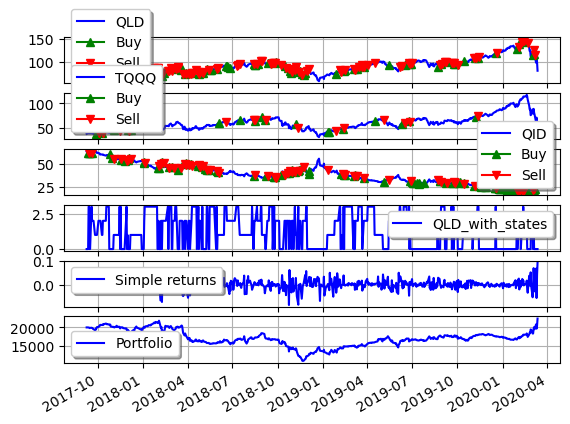 QLD
Buy
Sell
150
100
TQQQ
Buy
Sell
100
50
QID
Buy
Sell
50
25
QLD_with_states
2.5
0.0
Simple returns
0.1
0.0
Portfolio
20000
15000
2017-10
2018-01
2018-04
2018-07
2018-10
2019-01
2019-04
2019-07
2019-10
2020-01
2020-04